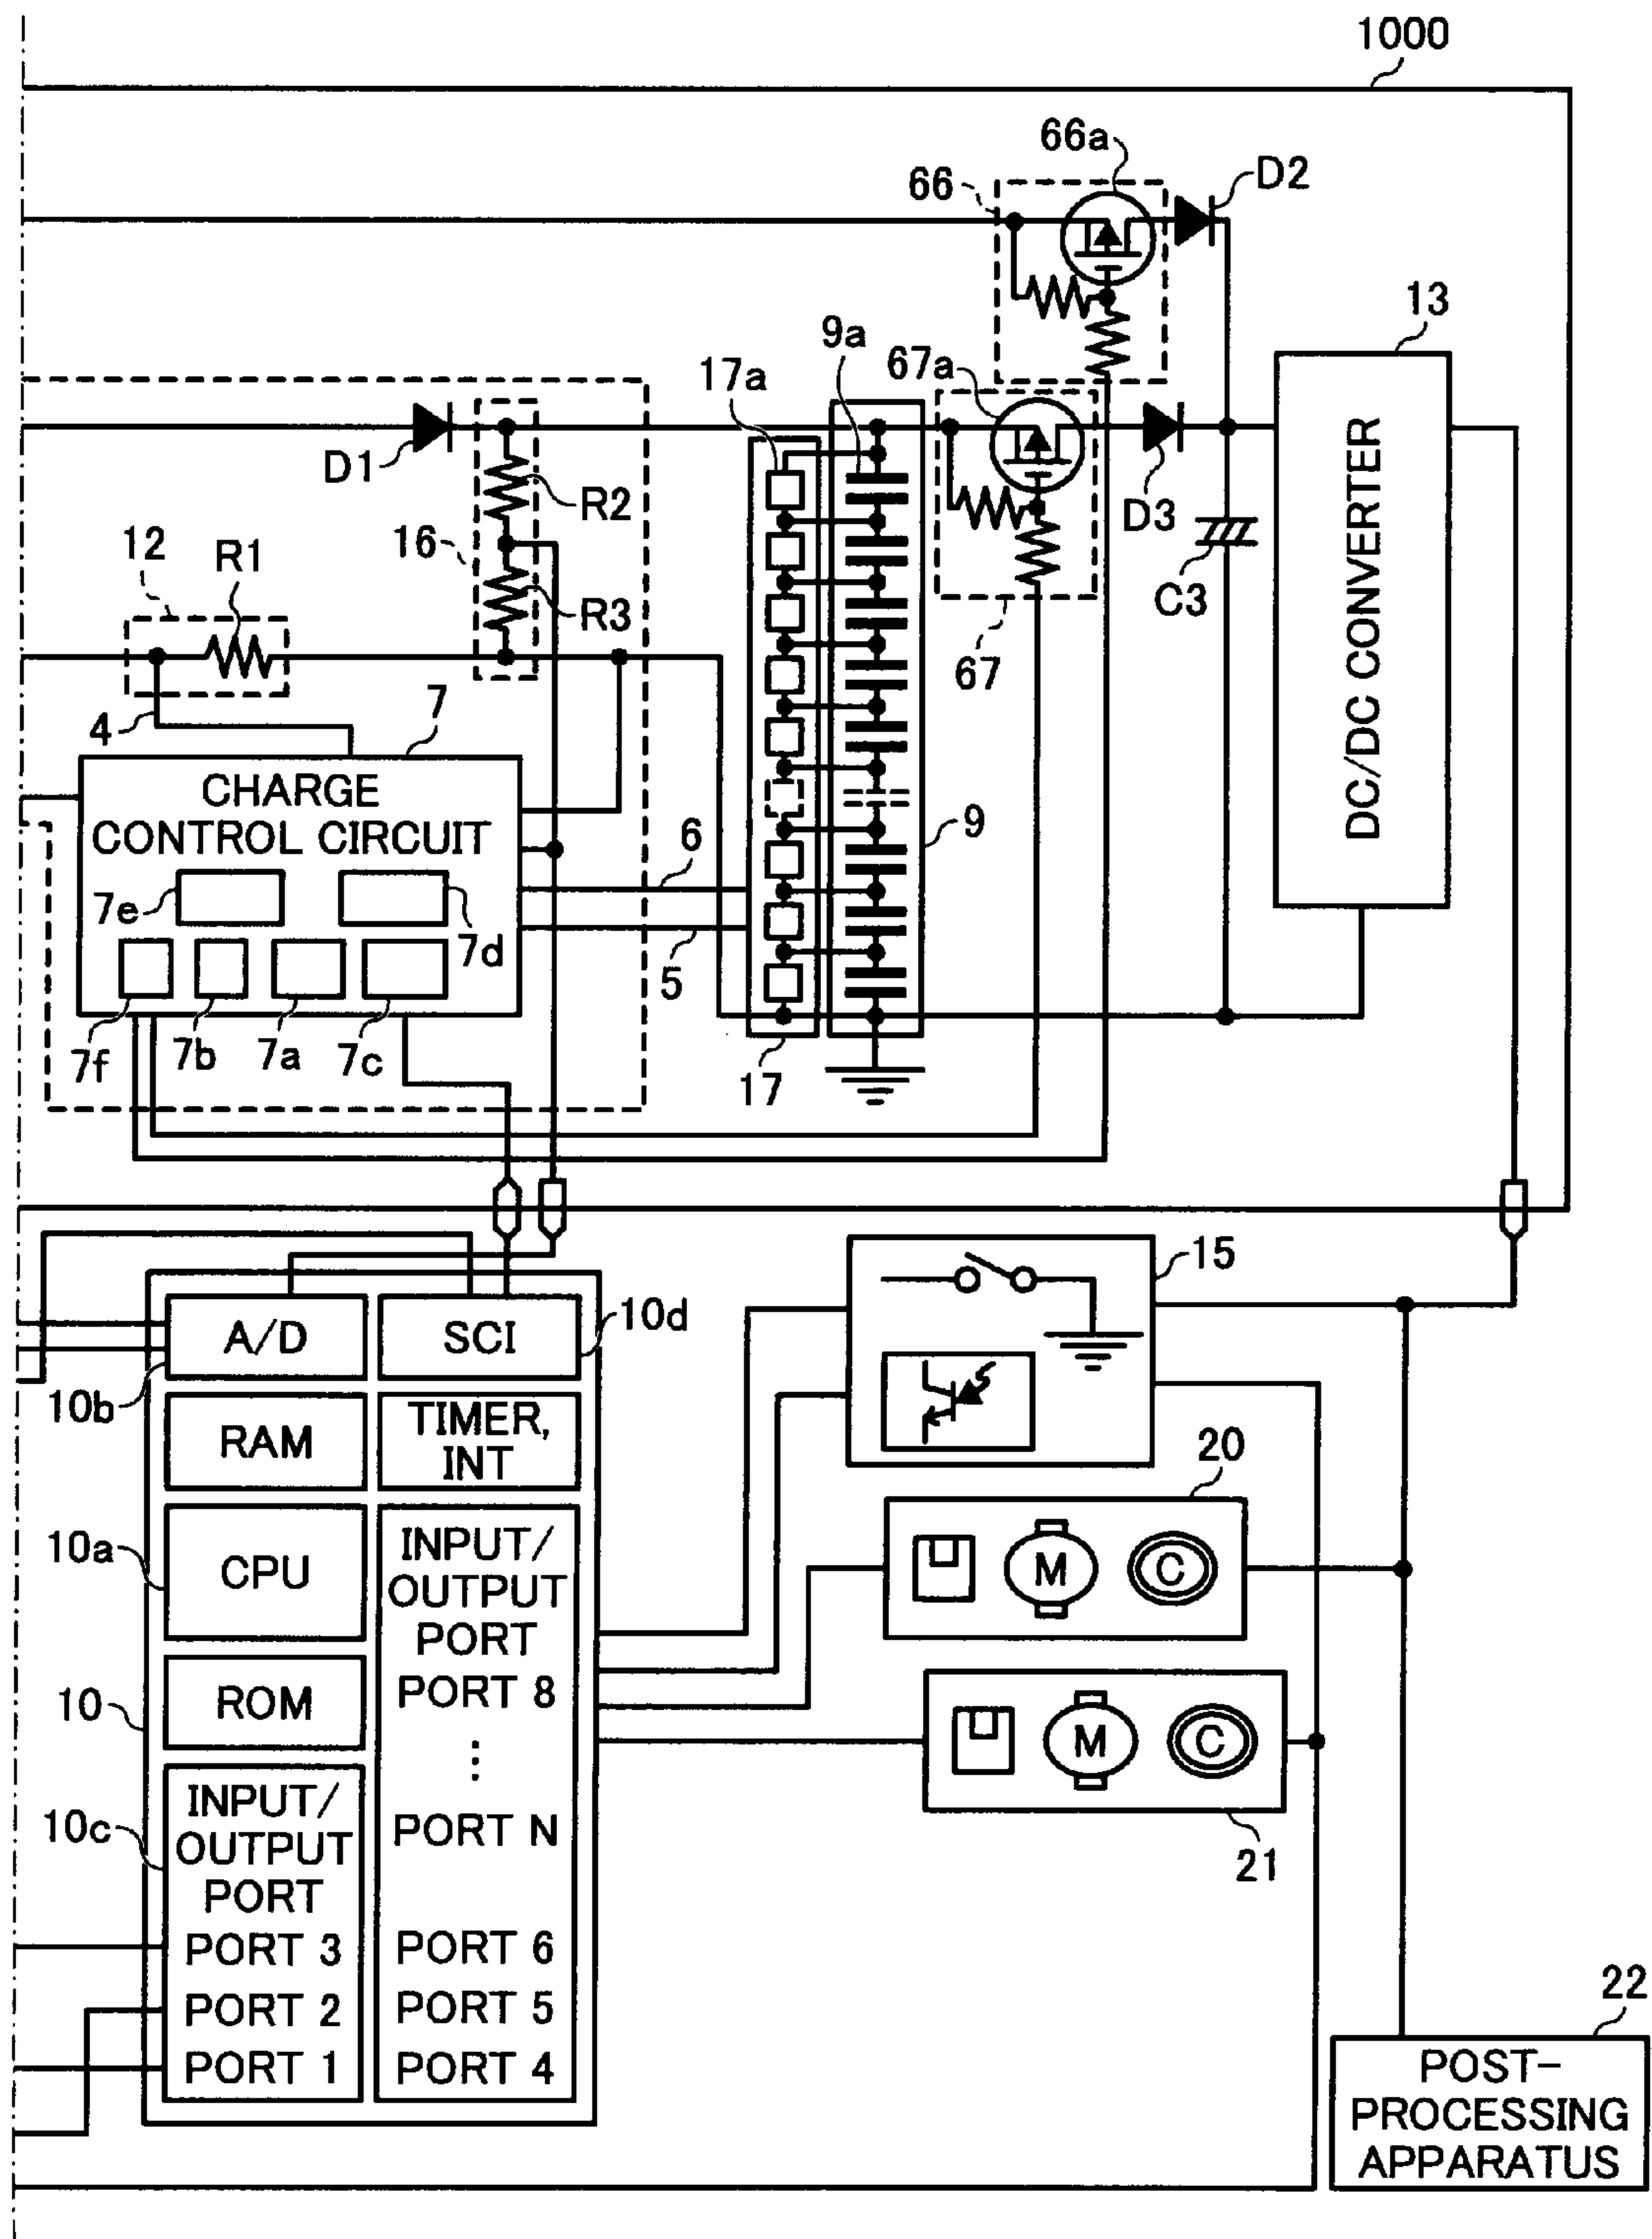 1000
66a
66
D2
13
9a
67a
17a
D1
R2
D3
16
12
R1
C3
R3
67
DC/DC CONVERTER
4
7
CHARGE
CONTROL CIRCUIT
6
9
7e
7d
5
7f
7b
7a
7c
17
15
A/D
SCI
10d
10b
RAM
TIMER,
INT
20
10a
CPU
INPUT/
OUTPUT
PORT
M
C
10
ROM
PORT 8
M
C
INPUT/
OUTPUT
PORT
10c
PORT N
21
PORT 3
PORT 6
PORT 2
PORT 5
22
PORT 1
PORT 4
POST-
PROCESSING
APPARATUS